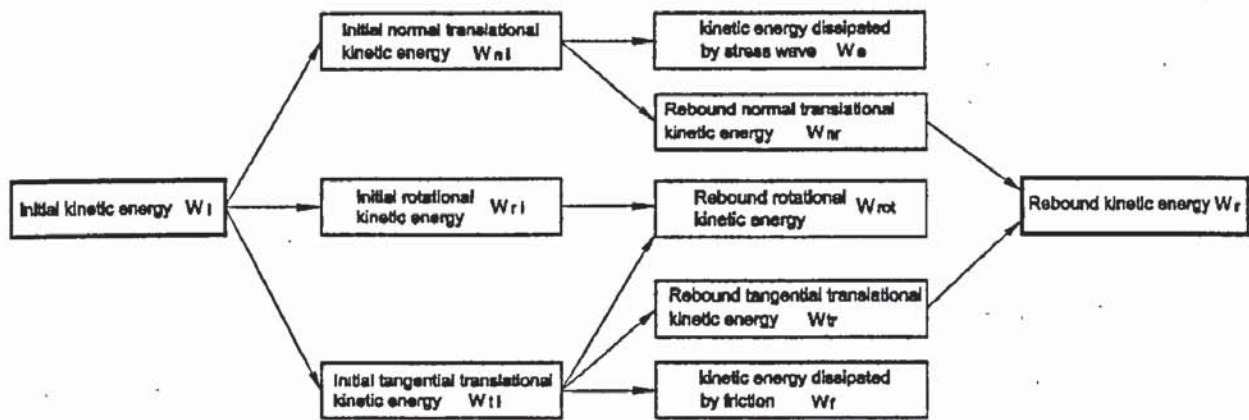 Initial normal translational
kinetic energy Wni
kinetic energy dissipated
by stress wave We
Rebound normal translational
kinetic energy Wnr
Initial kinetic energy Wi
Initial rotational
kinetic energy Wri
Rebound rotational
kinetic energy Wrot
Rebound kinetic energy Wr
Rebound tangential translational
kinetic energy Wtr
Initial tangential translational
kinetic energy Wti
kinetic energy dissipated
by friction Wf